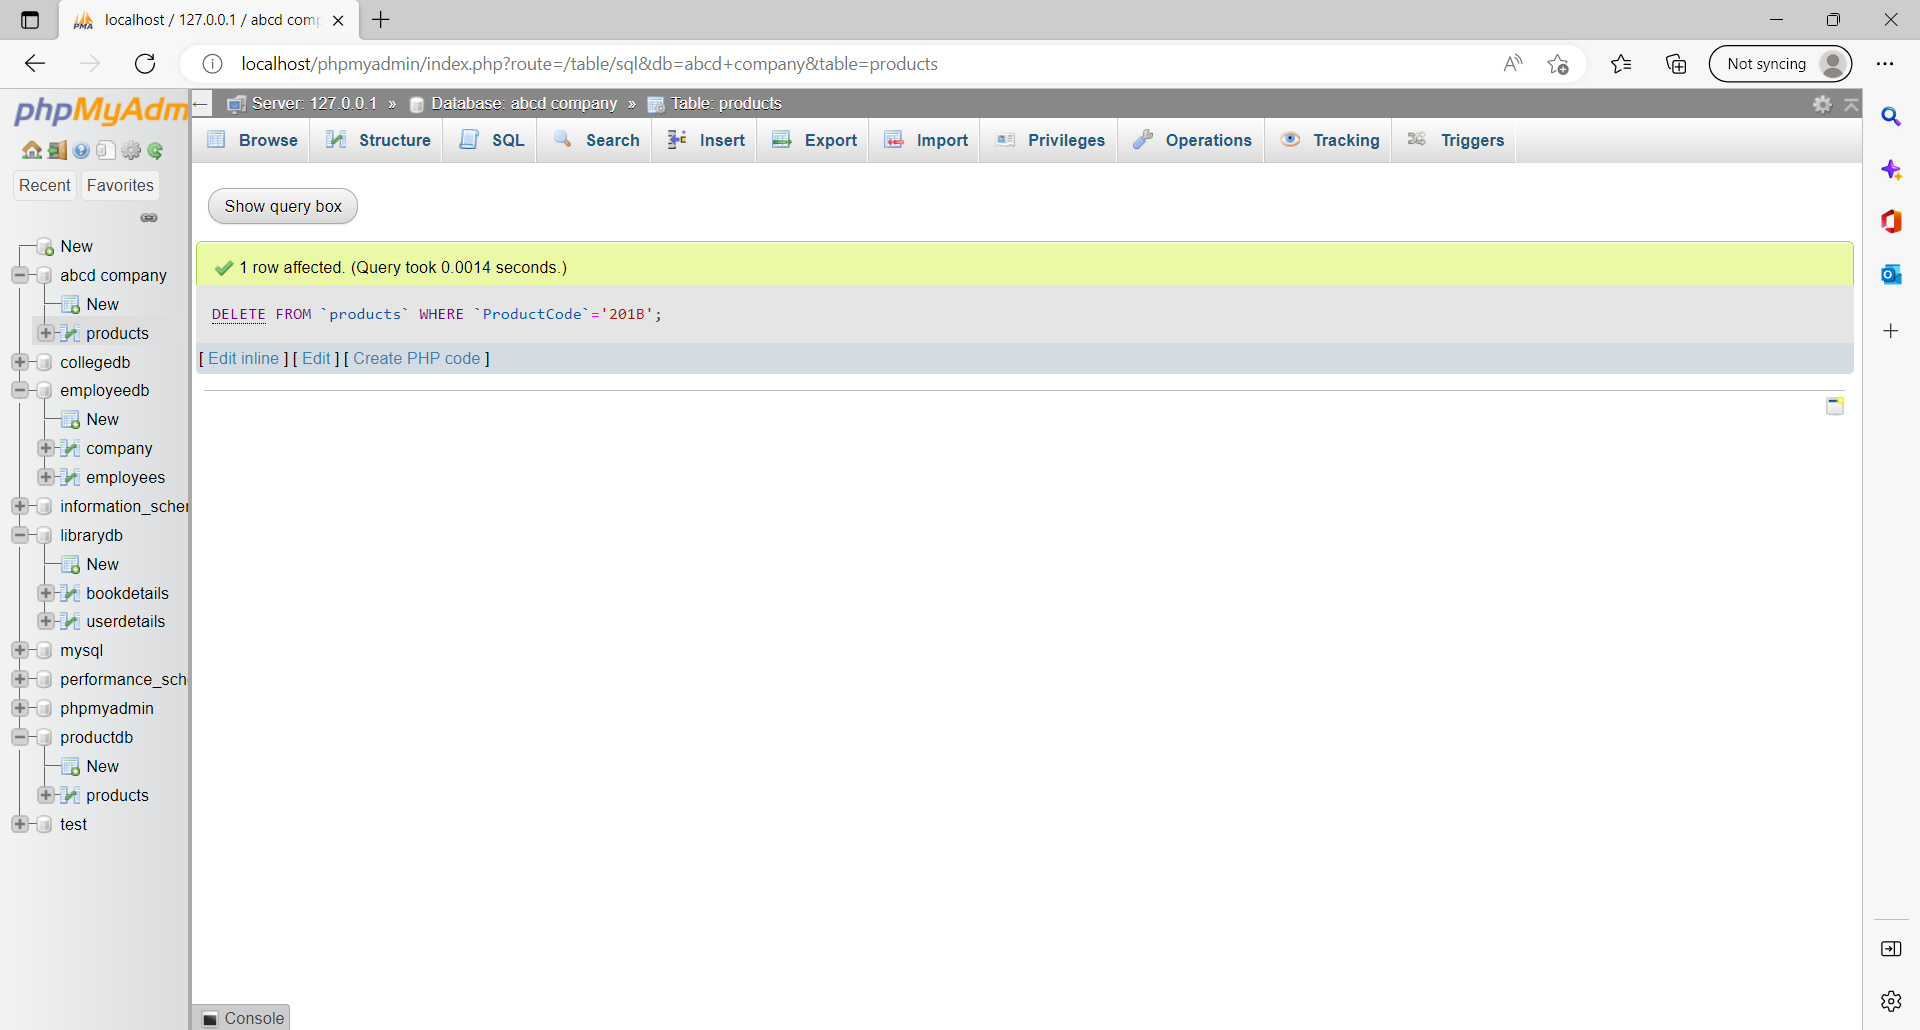 localhost / 127.0.0.1 / abcd comp
localhost/phpmyadmin/index.php?route=/table/sql&db=abcd+company&table=products
Not syncing
phpMyAdm
Recent
Favorites
New
abcd company
New
products
collegedb
employeedb
New
company
employees
information_scher
librarydb
New
bookdetails
userdetails
mysql
performance_sch
phpmyadmin
productdb
New
products
test
Server: 127.0.0.1 » Database: abcd company » Table: products
Browse Structure SQL Search Insert Export Import Privileges Operations Tracking Triggers
Show query box
1 row affected. (Query took 0.0014 seconds.)
DELETE FROM `products` WHERE `ProductCode`='201B';
[ Edit inline ] [ Edit ] [ Create PHP code ]
Console